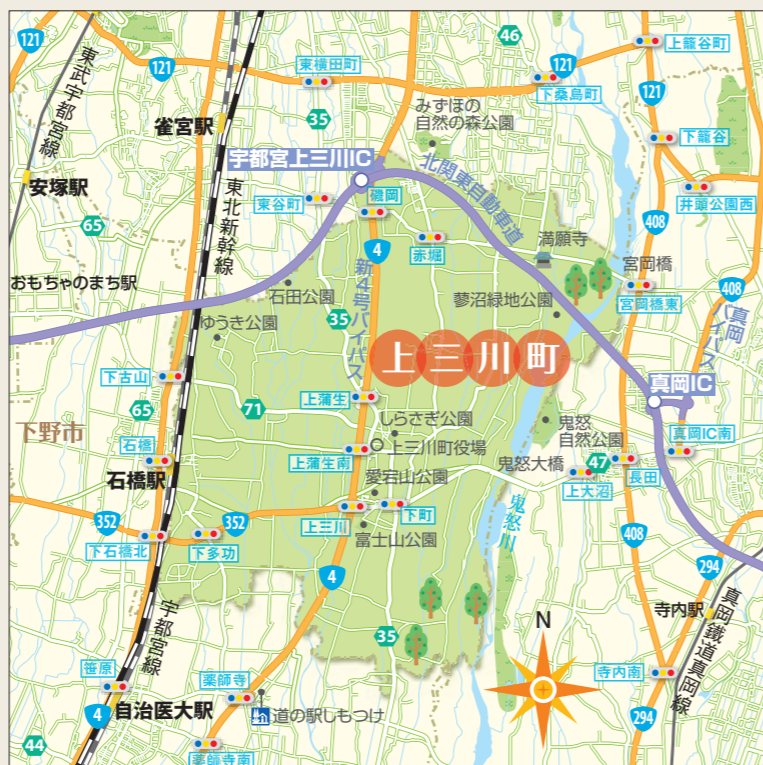 121
東武宇都宮線
121
雀宮駅
東横田町
46
上籠谷町
121
下桑島町
121
35
みずほの
自然の森公園
下籠谷
安塚駅
宇都宮上三川IC
北関東自動車道
井頭公園西
65
東北新幹線
東谷町
磯岡
408
4
赤堀
満願寺
宮岡橋
おもちゃのまち駅
石田公園
新4号バイパス
蓼沼緑地公園
宮岡橋東
408
真岡
バイパス
ゆうき公園
35
上三川町
下古山
真岡IC
65
71
上蒲生
下野市
しらさぎ公園
鬼怒
自然公園
真岡IC南
石橋
上蒲生南
上三川町役場
鬼怒大橋
47
長田
石橋駅
愛宕山公園
上大沼
352
352
上三川
下町
鬼怒川
下石橋北
下多功
富士山公園
408
4
294
宇都宮線
寺内駅
真岡鐵道真岡線
35
N
笹原
薬師寺
寺内南
4
自治医大駅
道の駅しもつけ
294
44
薬師寺南